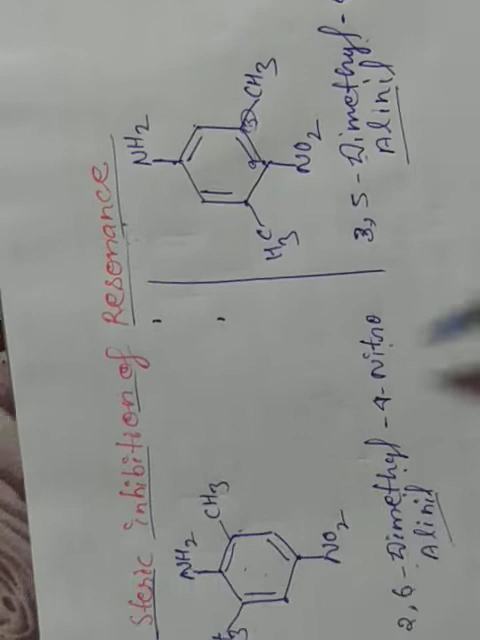 Steric inhibition of Resonance
NH2
CH3
NO2
2,6-Dimethyl-4-Nitro
Alinil
NH2
CH3
H3C
NO2
3,5-Dimethyl-
Alinil